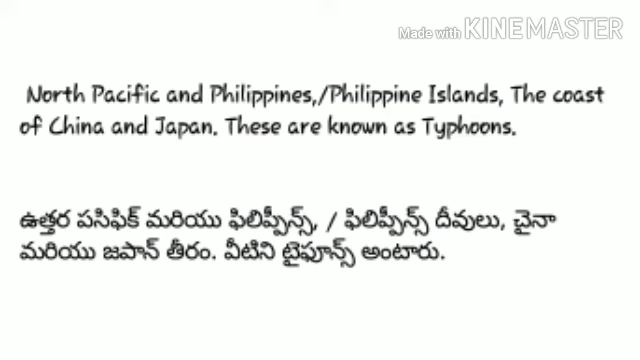 Made with KINEMASTER
North Pacific and Philippines,/Philippine Islands, The coast
of China and Japan. These are known as Typhoons.
ఉత్తర పసిఫిక్ మరియు ఫిలిప్పీన్స్, / ఫిలిప్పీన్స్ దీవులు, చైనా
మరియు జపాన్ తీరం. వీటిని టైఫూన్స్ అంటారు.